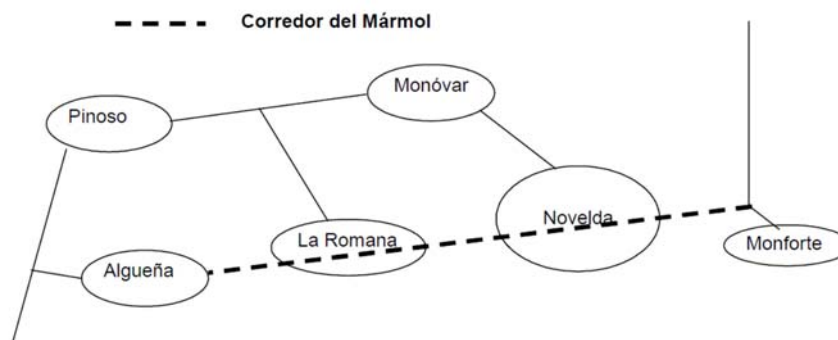 Corredor del Mármol
Monóvar
Pinoso
Novelda
La Romana
Monforte
Algueña